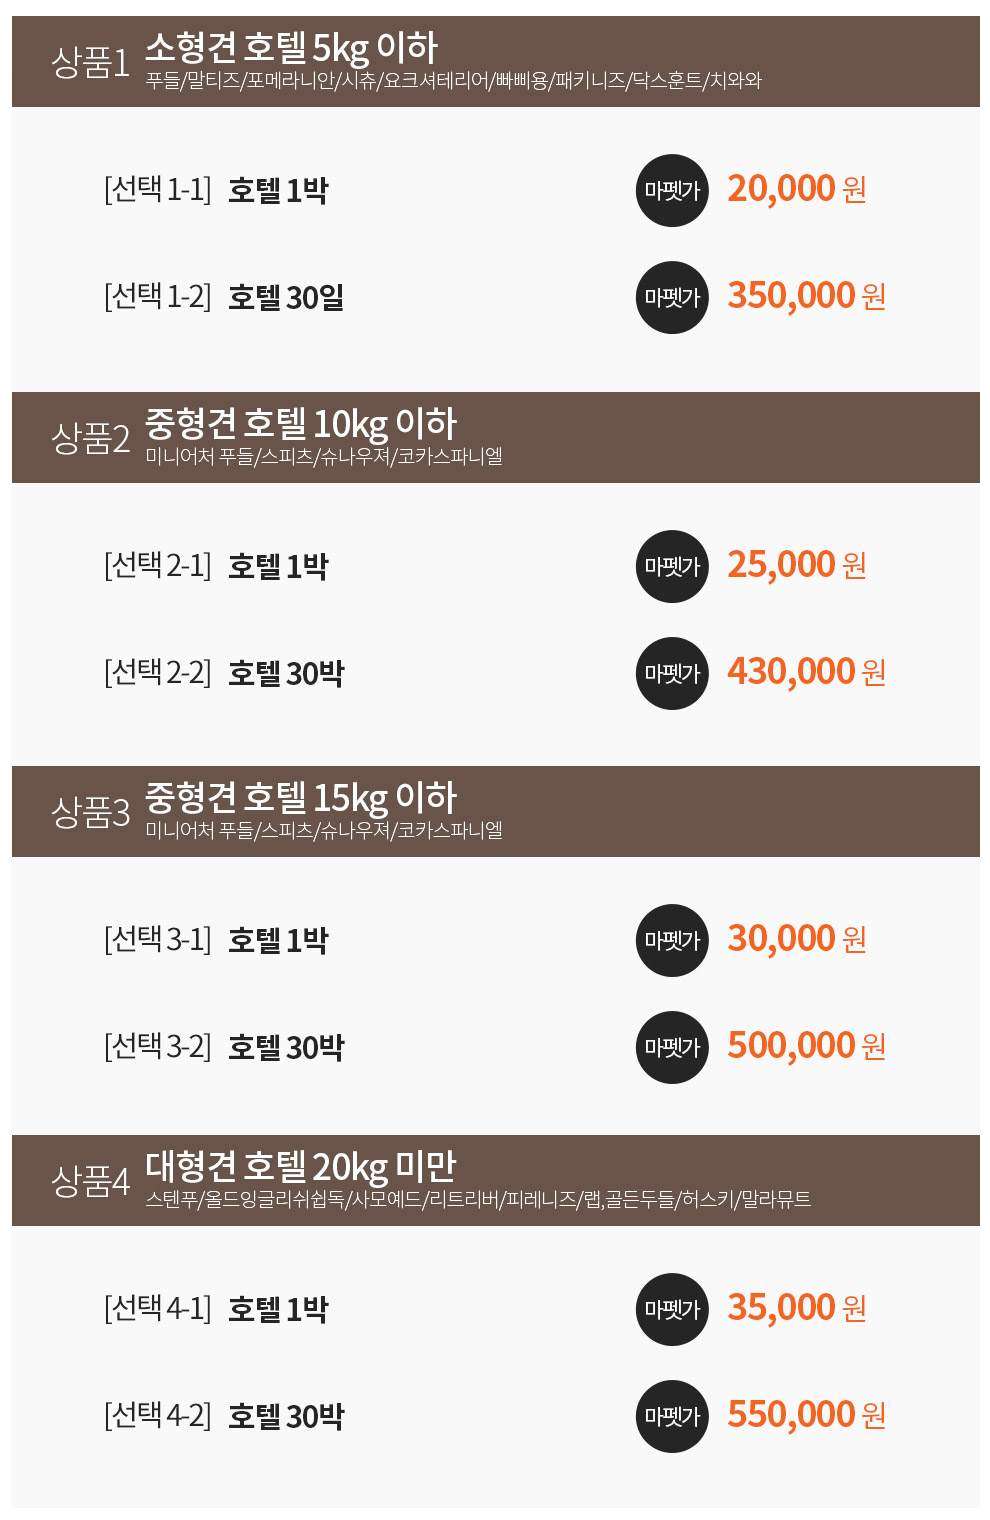 상품1 소형견 호텔 5kg 이하
푸들/말티즈/포메라니안/시츄/요크셔테리어/빠삐용/패키니즈/닥스훈트/치와와
[선택 1-1] 호텔 1박 마펫가 20,000 원
[선택 1-2] 호텔 30일 마펫가 350,000 원
상품2 중형견 호텔 10kg 이하
미니어처 푸들/스피츠/슈나우져/코카스파니엘
[선택 2-1] 호텔 1박 마펫가 25,000 원
[선택 2-2] 호텔 30박 마펫가 430,000 원
상품3 중형견 호텔 15kg 이하
미니어처 푸들/스피츠/슈나우져/코카스파니엘
[선택 3-1] 호텔 1박 마펫가 30,000 원
[선택 3-2] 호텔 30박 마펫가 500,000 원
상품4 대형견 호텔 20kg 미만
스텐푸/올드잉글리쉬쉽독/사모예드/리트리버/피레니즈/랩,골든두들/허스키/말라뮤트
[선택 4-1] 호텔 1박 마펫가 35,000 원
[선택 4-2] 호텔 30박 마펫가 550,000 원